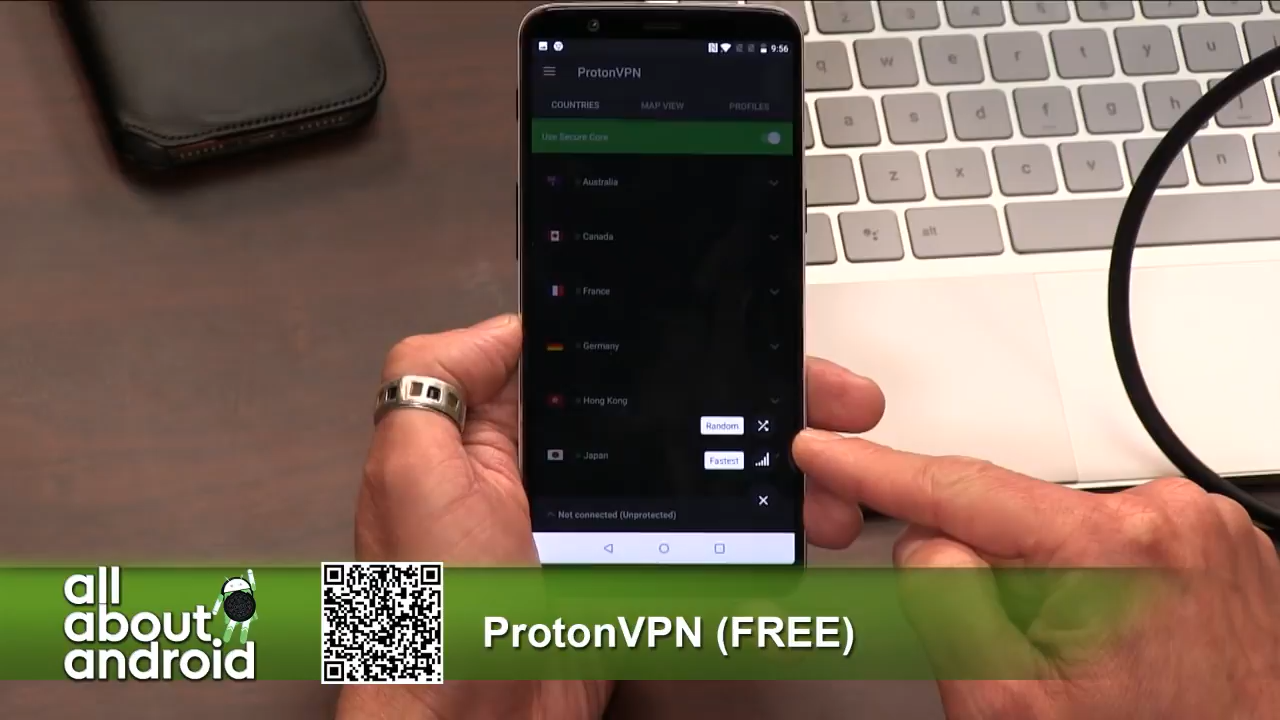 9:56
ProtonVPN
COUNTRIES MAP VIEW PROFILES
Use Secure Core
Australia
Canada
France
Germany
Hong Kong
Random
Japan
Fastest
Not connected (Unprotected)
q w e r t y u
a s d f g h j
z x c v b n
alt
all
about
android
ProtonVPN (FREE)